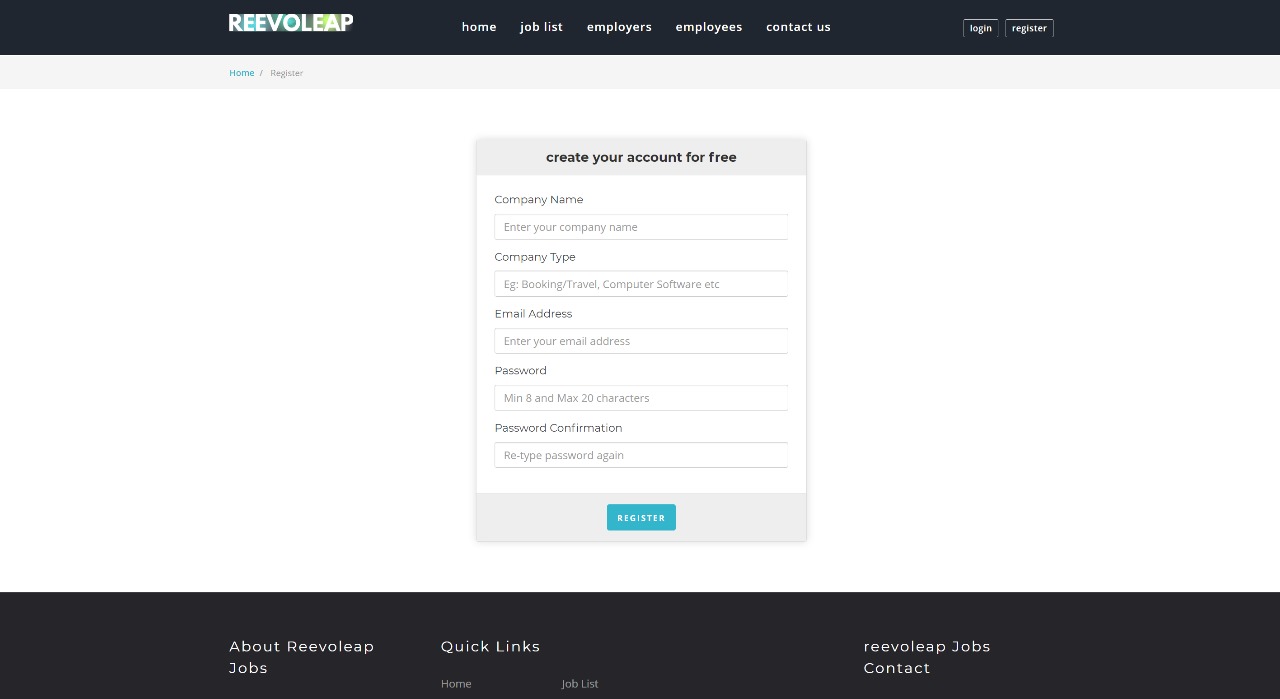 REEVOLEAP
home job list employers employees contact us
login register
Home / Register
create your account for free
Company Name
Enter your company name
Company Type
Eg: Booking/Travel, Computer Software etc
Email Address
Enter your email address
Password
Min 8 and Max 20 characters
Password Confirmation
Re-type password again
REGISTER
About Reevoleap
Jobs
Quick Links
Home Job List
reevoleap Jobs
Contact